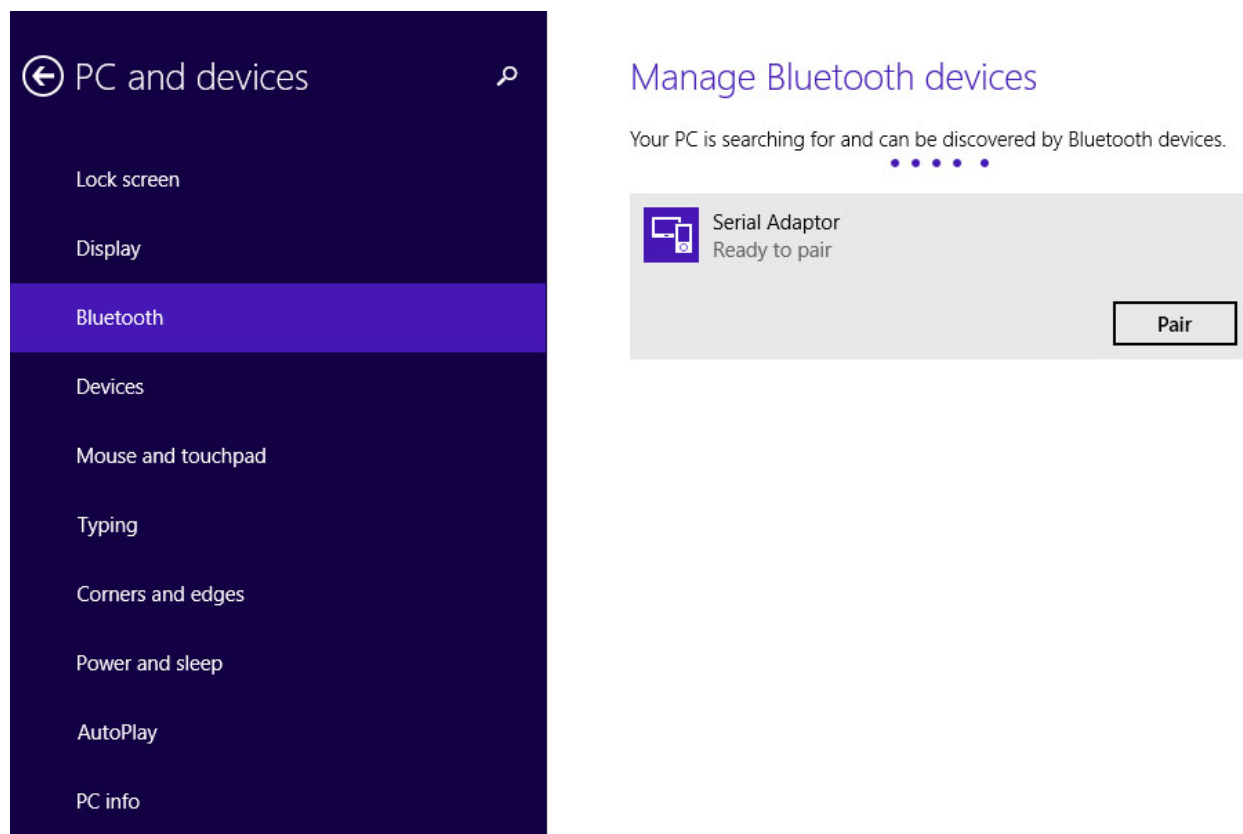 PC and devices
Lock screen
Display
Bluetooth
Devices
Mouse and touchpad
Typing
Corners and edges
Power and sleep
AutoPlay
PC info
Manage Bluetooth devices
Your PC is searching for and can be discovered by Bluetooth devices.
Serial Adaptor
Ready to pair
Pair